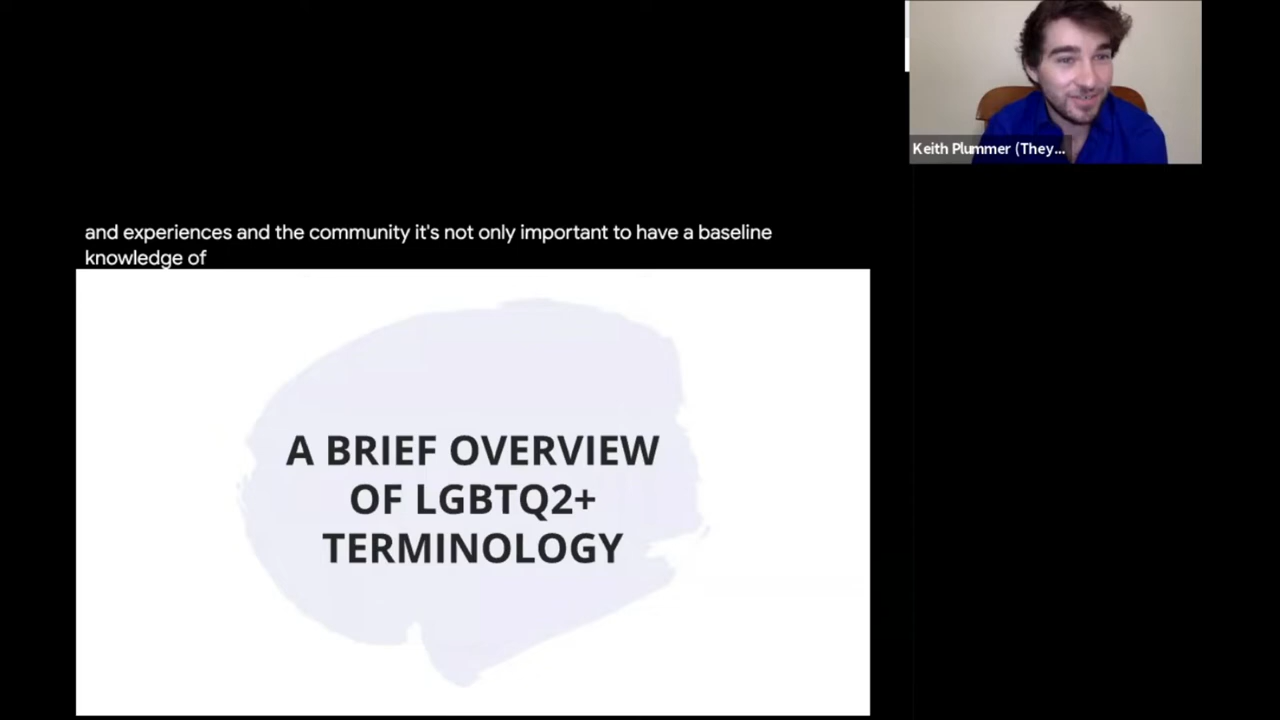 Keith Plummer (They...
and experiences and the community it's not only important to have a baseline
knowledge of
A BRIEF OVERVIEW
OF LGBTQ2+
TERMINOLOGY